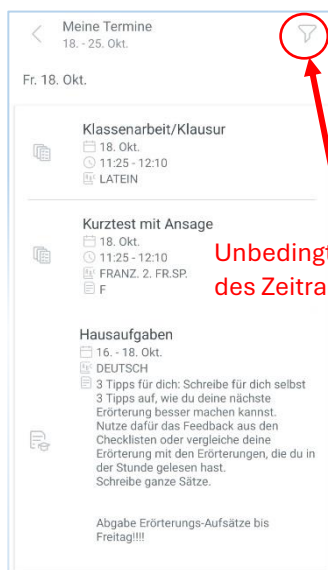 Meine Termine
18. - 25. Okt.
Fr. 18. Okt.
Klassenarbeit/Klausur
18. Okt.
11:25 - 12:10
LATEIN
Kurztest mit Ansage
18. Okt.
11:25 - 12:10
FRANZ. 2. FR.SP.
F
Unbedingt
des Zeitra
Hausaufgaben
16. - 18. Okt.
DEUTSCH
3 Tipps für dich: Schreibe für dich selbst
3 Tipps auf, wie du deine nächste
Erörterung besser machen kannst.
Nutze dafür das Feedback aus den
Checklisten oder vergleiche deine
Erörterung mit den Erörterungen, die du in
der Stunde gelesen hast.
Schreibe ganze Sätze.
Abgabe Erörterungs-Aufsätze bis
Freitag!!!!